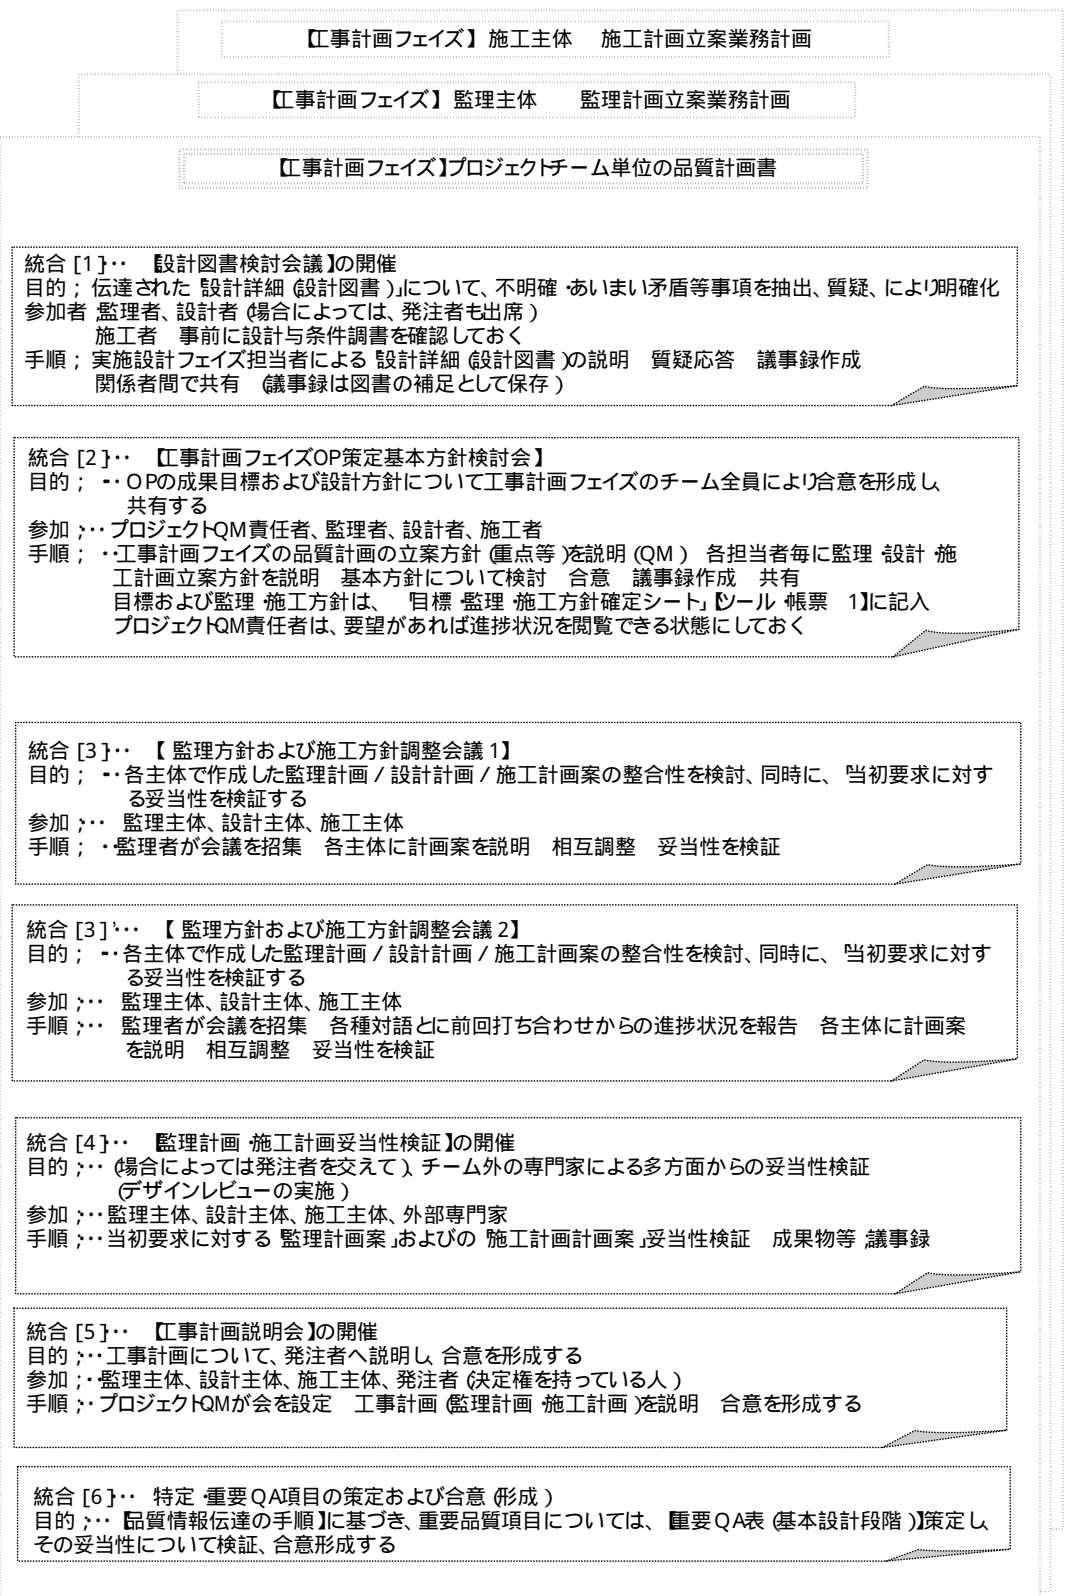 【工事計画フェイズ】 施工主体　施工計画立案業務計画
【工事計画フェイズ】 監理主体　　監理計画立案業務計画
【工事計画フェイズ】プロジェクトチーム単位の品質計画書
統合 [1]・・　【設計図書検討会議】の開催
目的 ; 伝達された「設計詳細 (設計図書 )」について、不明確・あいまい矛盾等事項を抽出、質疑、により明確化
参加者 ;監理者、設計者 (場合によっては、発注者も出席 )
施工者　事前に設計与条件調書を確認しておく
手順 ; 実施設計フェイズ担当者による「設計詳細 (設計図書 )の説明　質疑応答　議事録作成
関係者間で共有　(議事録は図書の補足として保存 )
統合 [2]・・　【工事計画フェイズOP策定基本方針検討会】
目的 ; ・・OPの成果目標および設計方針について工事計画フェイズのチーム全員により合意を形成し、
共有する
参加 ;・・プロジェクトQM責任者、監理者、設計者、施工者
手順 ; ・・工事計画フェイズの品質計画の立案方針 (重点等 )を説明 (QM )　各担当者毎に監理・設計・施
工計画立案方針を説明　基本方針について検討　合意　議事録作成　共有
目標および監理・施工方針は、「目標・監理・施工方針確定シート」【ツール・帳票　1】に記入
プロジェクトQM責任者は、要望があれば進捗状況を閲覧できる状態にしておく
統合 [3]・・　【 監理方針および施工方針調整会議 1】
目的 ; ・・各主体で作成した監理計画 / 設計計画 / 施工計画案の整合性を検討、同時に、「当初要求に対す
る妥当性を検証する
参加 ;・・　監理主体、設計主体、施工主体
手順 ; ・・監理者が会議を招集　各主体に計画案を説明　相互調整　妥当性を検証
統合 [3]'・・　【 監理方針および施工方針調整会議 2】
目的 ; ・・各主体で作成した監理計画 / 設計計画 / 施工計画案の整合性を検討、同時に、「当初要求に対す
る妥当性を検証する
参加 ;・・　監理主体、設計主体、施工主体
手順 ;・・　監理者が会議を招集　各種対語とに前回打ち合わせからの進捗状況を報告　各主体に計画案
を説明　相互調整　妥当性を検証
統合 [4]・・　【監理計画・施工計画妥当性検証】の開催
目的 ;・・ (場合によっては発注者を交えて )、チーム外の専門家による多方面からの妥当性検証
(デザインレビューの実施 )
参加 ;・・監理主体、設計主体、施工主体、外部専門家
手順 ;・・当初要求に対する「監理計画案」およびの「施工計画計画案」妥当性検証　成果物等 ;議事録
統合 [5]・・　【工事計画説明会】の開催
目的 ;・・工事計画について、発注者へ説明し、合意を形成する
参加 ;・・監理主体、設計主体、施工主体、発注者 (決定権を持っている人 )
手順 ;・・プロジェクトQMが会を設定　工事計画 (監理計画・施工計画 )を説明　合意を形成する
統合 [6]・・　特定・重要QA項目の策定および合意 (形成 )
目的 ;・・【品質情報伝達の手順】に基づき、重要品質項目については、【重要QA表 (基本設計段階 )】策定し、
その妥当性について検証、合意形成する